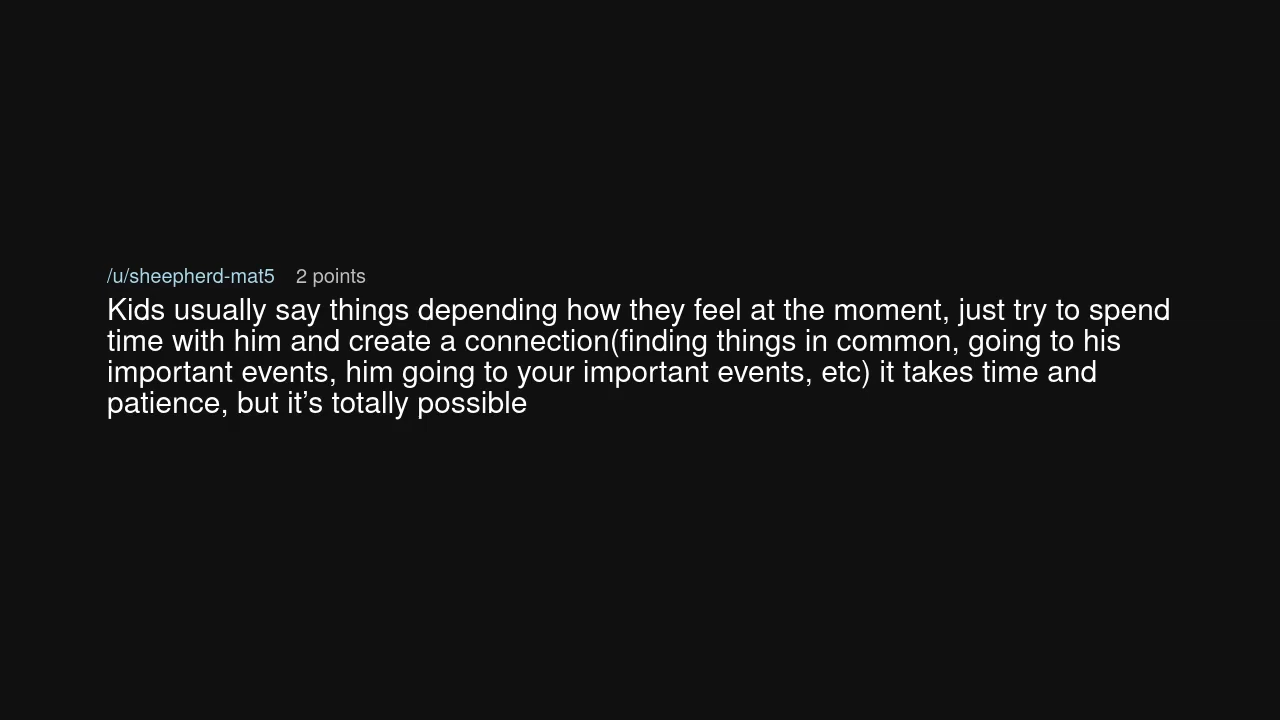 /u/sheepherd-mat5 2 points
Kids usually say things depending how they feel at the moment, just try to spend
time with him and create a connection(finding things in common, going to his
important events, him going to your important events, etc) it takes time and
patience, but it’s totally possible